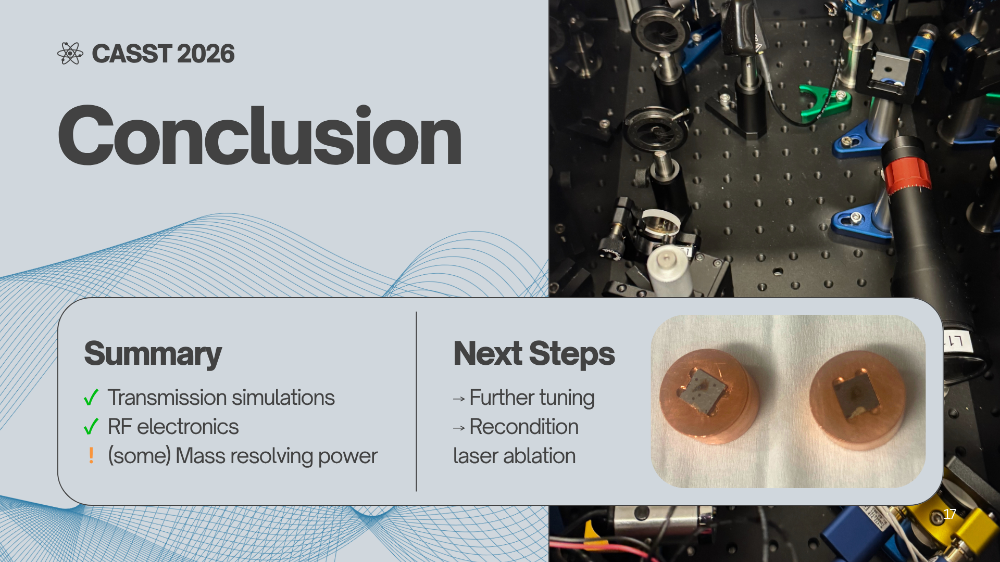 CASST 2026
Conclusion
Summary
✓ Transmission simulations
✓ RF electronics
! (some) Mass resolving power
Next Steps
→ Further tuning
→ Recondition
laser ablation
L1
17